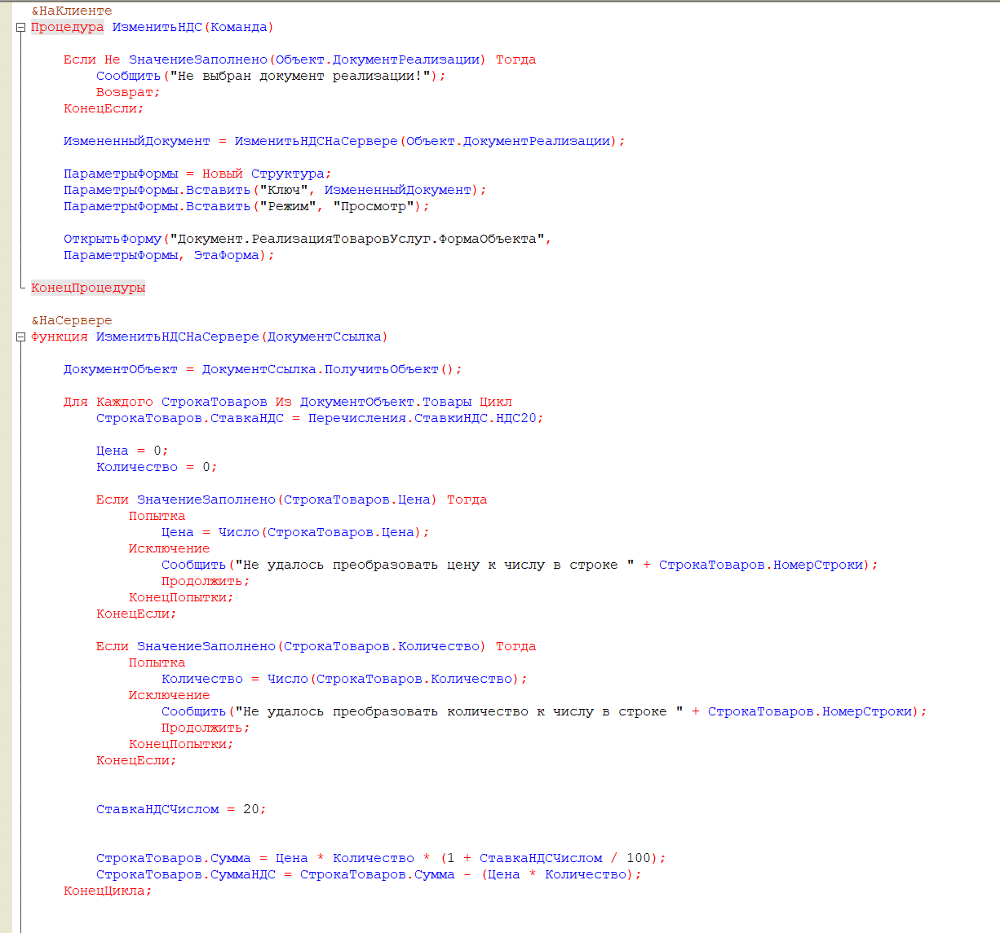 &НаКлиенте
Процедура ИзменитьНДС(Команда)
Если Не ЗначениеЗаполнено(Объект.ДокументРеализации) Тогда
Сообщить("Не выбран документ реализации!");
Возврат;
КонецЕсли;
ИзмененныйДокумент = ИзменитьНДСНаСервере(Объект.ДокументРеализации);
ПараметрыФормы = Новый Структура;
ПараметрыФормы.Вставить("Ключ", ИзмененныйДокумент);
ПараметрыФормы.Вставить("Режим", "Просмотр");
ОткрытьФорму("Документ.РеализацияТоваровУслуг.ФормаОбъекта",
ПараметрыФормы, ЭтаФорма);
КонецПроцедуры
&НаСервере
Функция ИзменитьНДСНаСервере(ДокументСсылка)
ДокументОбъект = ДокументСсылка.ПолучитьОбъект();
Для Каждого СтрокаТоваров Из ДокументОбъект.Товары Цикл
СтрокаТоваров.СтавкаНДС = Перечисления.СтавкиНДС.НДС20;
Цена = 0;
Количество = 0;
Если ЗначениеЗаполнено(СтрокаТоваров.Цена) Тогда
Попытка
Цена = Число(СтрокаТоваров.Цена);
Исключение
Сообщить("Не удалось преобразовать цену к числу в строке " + СтрокаТоваров.НомерСтроки);
Продолжить;
КонецПопытки;
КонецЕсли;
Если ЗначениеЗаполнено(СтрокаТоваров.Количество) Тогда
Попытка
Количество = Число(СтрокаТоваров.Количество);
Исключение
Сообщить("Не удалось преобразовать количество к числу в строке " + СтрокаТоваров.НомерСтроки);
Продолжить;
КонецПопытки;
КонецЕсли;
СтавкаНДСЧислом = 20;
СтрокаТоваров.Сумма = Цена * Количество * (1 + СтавкаНДСЧислом / 100);
СтрокаТоваров.СуммаНДС = СтрокаТоваров.Сумма - (Цена * Количество);
КонецЦикла;